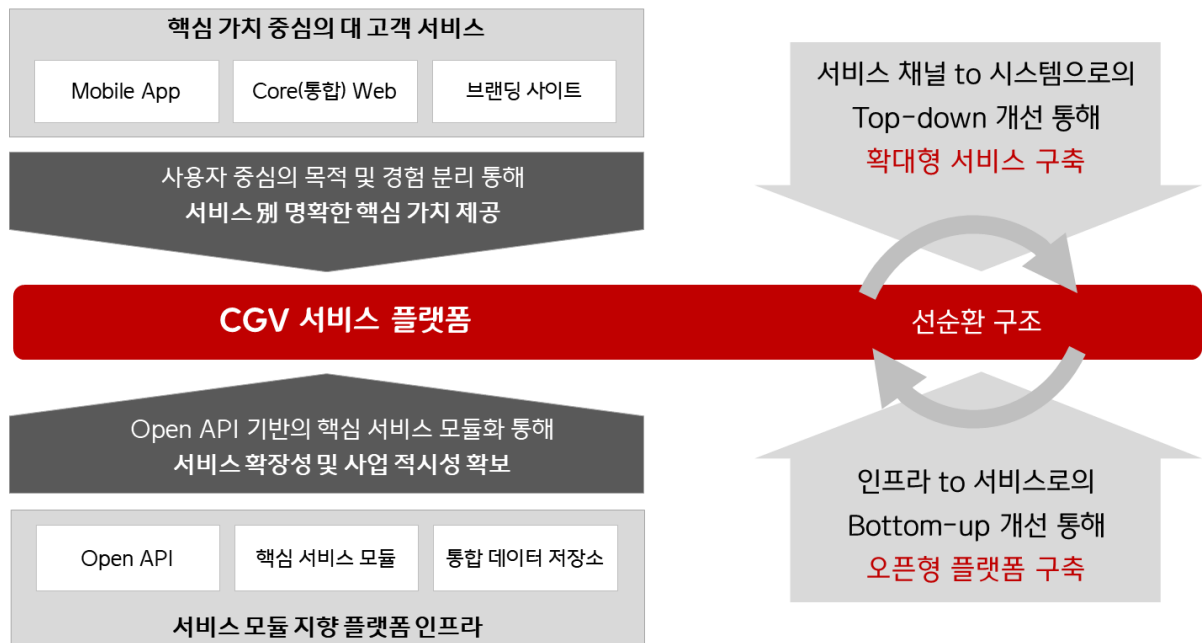 핵심 가치 중심의 대 고객 서비스
Mobile App
Core(통합) Web
브랜딩 사이트
사용자 중심의 목적 및 경험 분리 통해
서비스 別 명확한 핵심 가치 제공
서비스 채널 to 시스템으로의
Top-down 개선 통해
확대형 서비스 구축
CGV 서비스 플랫폼
선순환 구조
Open API 기반의 핵심 서비스 모듈화 통해
서비스 확장성 및 사업 적시성 확보
Open API
핵심 서비스 모듈
통합 데이터 저장소
서비스 모듈 지향 플랫폼 인프라
인프라 to 서비스로의
Bottom-up 개선 통해
오픈형 플랫폼 구축